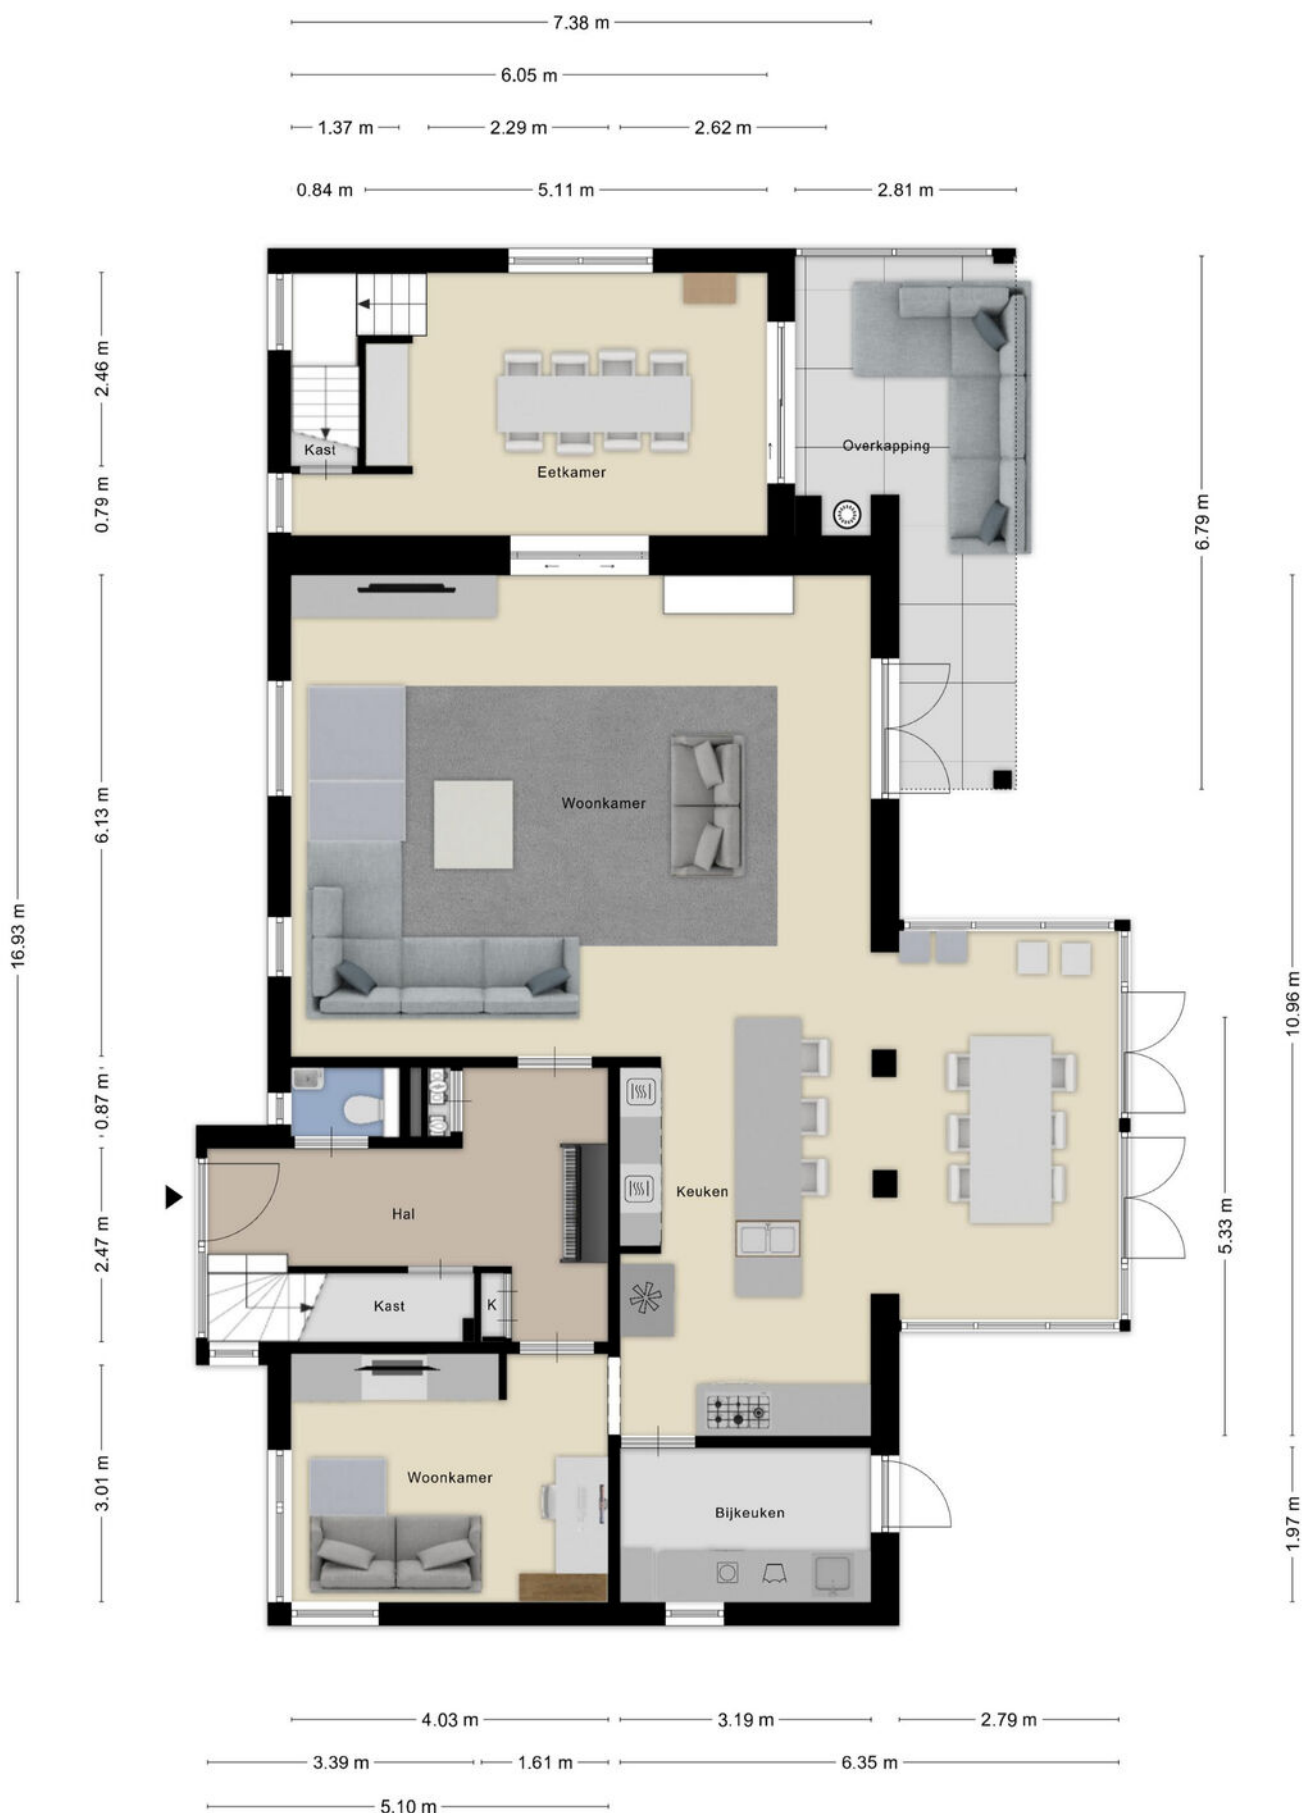 7.38 m
6.05 m
1.37 m
2.29 m
2.62 m
0.84 m
5.11 m
2.81 m
Kast
Eetkamer
Overkapping
Woonkamer
Keuken
Hal
Kast
K
Woonkamer
Bijkeuken
16.93 m
2.46 m
0.79 m
6.13 m
0.87 m
2.47 m
3.01 m
6.79 m
10.96 m
5.33 m
1.97 m
4.03 m
3.19 m
2.79 m
3.39 m
1.61 m
6.35 m
5.10 m